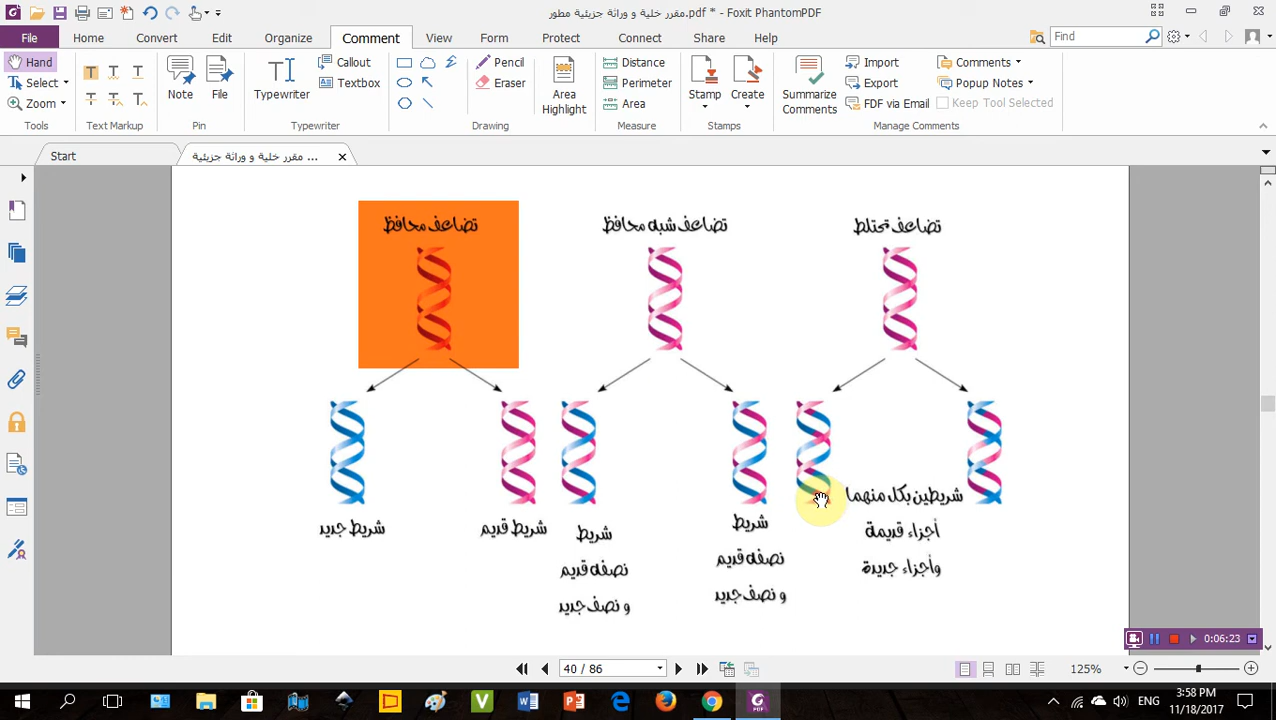 مقرر خلية و وراثة جزيئية مطور.pdf * - Foxit PhantomPDF
File Home Convert Edit Organize Comment View Form Protect Connect Share Help Find
Hand
Select
Zoom
Tools
Text Markup
Note
File
Pin
Typewriter
Callout
Textbox
Typewriter
Pencil
Eraser
Area Highlight
Drawing
Distance
Perimeter
Area
Measure
Stamp
Create
Stamps
Summarize Comments
Import
Export
FDF via Email
Comments
Popup Notes
Keep Tool Selected
Manage Comments
Start
مقرر خلية و وراثة جزيئية ...
تضاعف محافظ
تضاعف شبه محافظ
تضاعف تختلط
شريط جديد
شريط قديم
شريط
نصفه قديم
و نصف جديد
شريط
نصفه قديم
و نصف جديد
شريطين بكل منهما
أجزاء قديمة
وأجزاء جديدة
0:06:23
40 / 86
125%
ENG
3:58 PM
11/18/2017